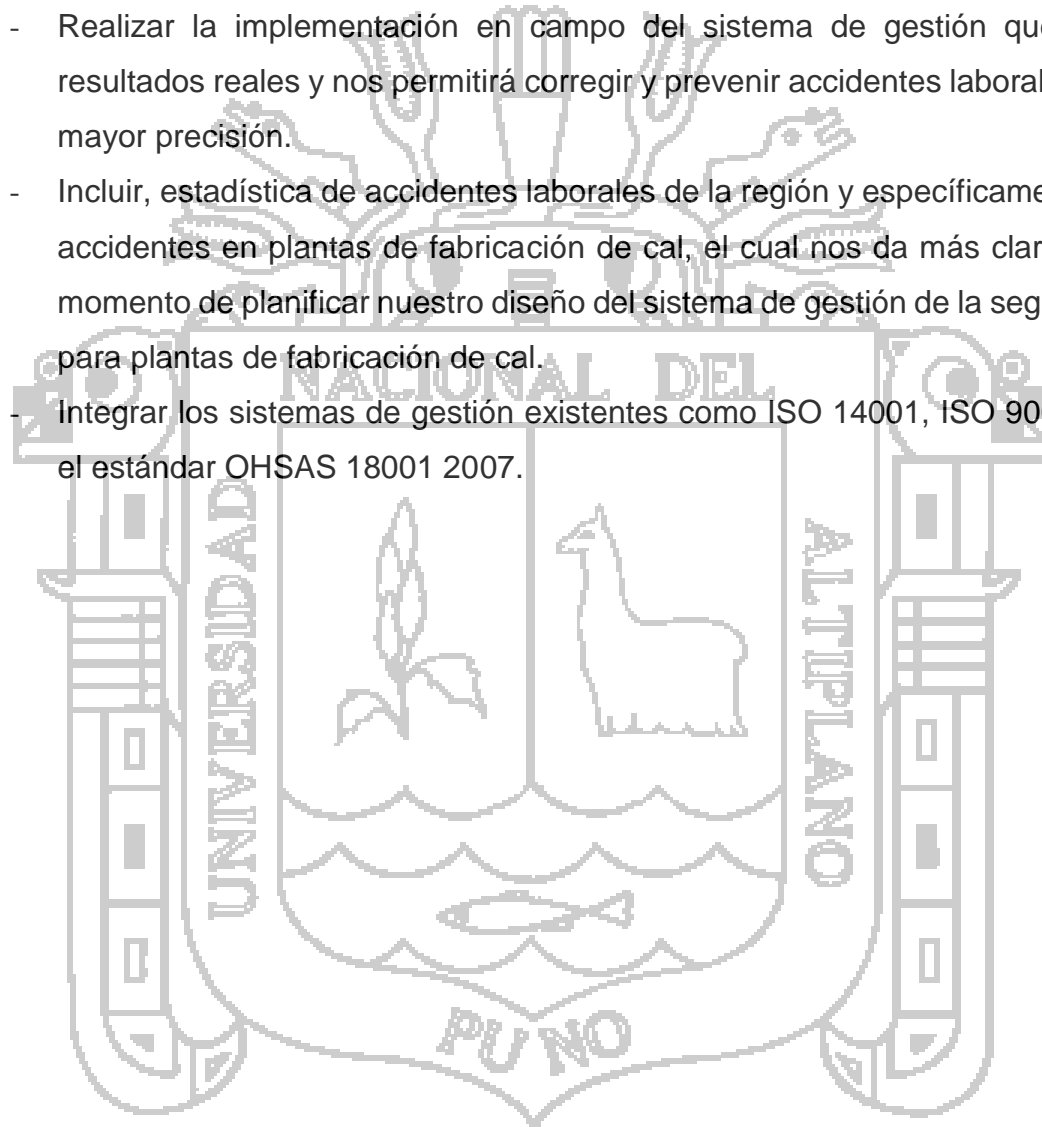 - Realizar la implementación en campo del sistema de gestión que
resultados reales y nos permitirá corregir y prevenir accidentes laboral
mayor precisión.
- Incluir, estadística de accidentes laborales de la región y específicame
accidentes en plantas de fabricación de cal, el cual nos da más clar
momento de planificar nuestro diseño del sistema de gestión de la seg
para plantas de fabricación de cal.
NACIONAL DEL
- Integrar los sistemas de gestión existentes como ISO 14001, ISO 90
el estándar OHSAS 18001 2007.
UNIVERSIDAD
ALTIPLANO
PUNO